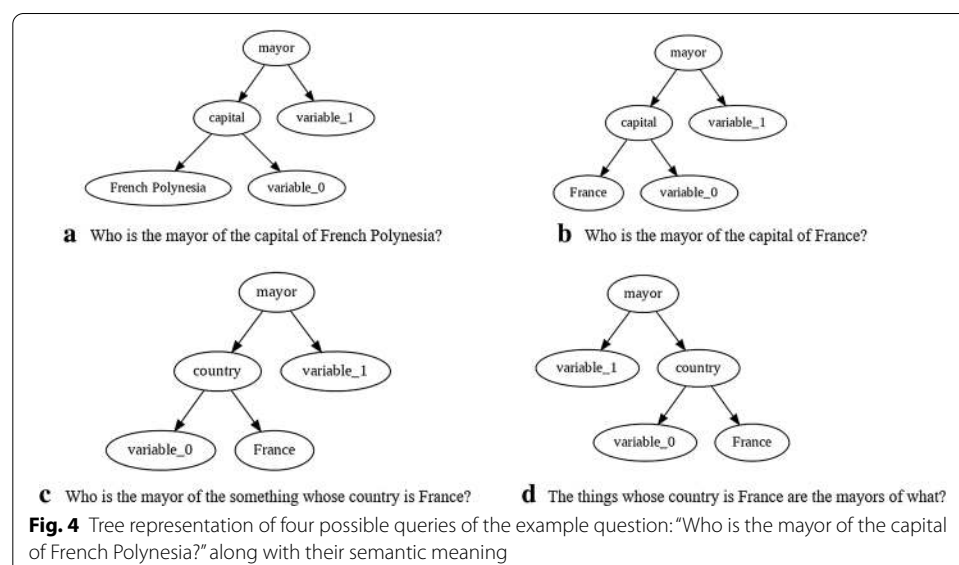 mayor
capital
variable_1
French Polynesia
variable_0
a Who is the mayor of the capital of French Polynesia?
mayor
capital
variable_1
France
variable_0
b Who is the mayor of the capital of France?
mayor
country
variable_1
variable_0
France
c Who is the mayor of the something whose country is France?
mayor
variable_1
country
variable_0
France
d The things whose country is France are the mayors of what?
Fig. 4 Tree representation of four possible queries of the example question: “Who is the mayor of the capital
of French Polynesia?” along with their semantic meaning